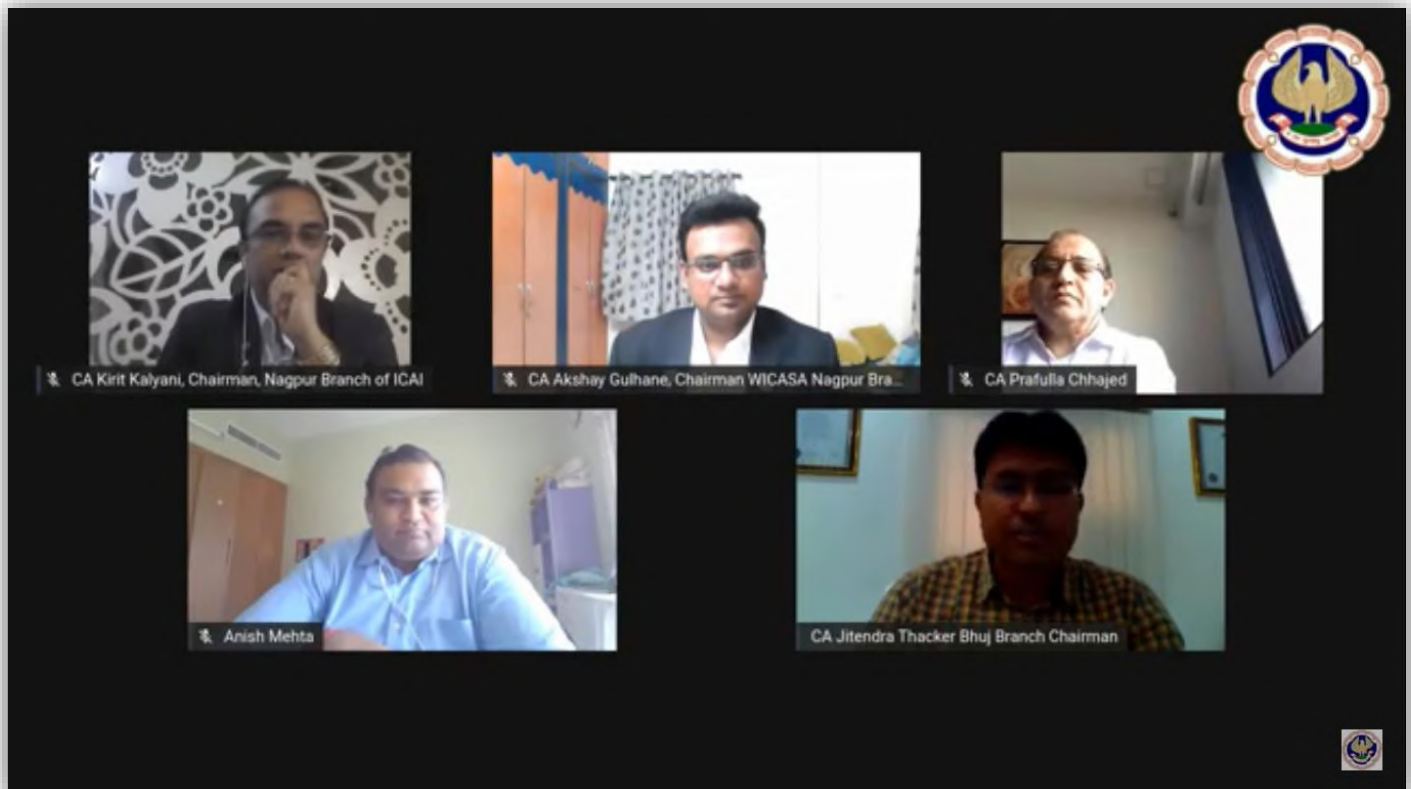 CA Kirit Kalyani, Chairman, Nagpur Branch of ICAI
CA Akshay Gulhane, Chairman WICASA Nagpur Bra...
CA Prafulla Chhajed
Anish Mehta
CA Jitendra Thacker Bhuj Branch Chairman